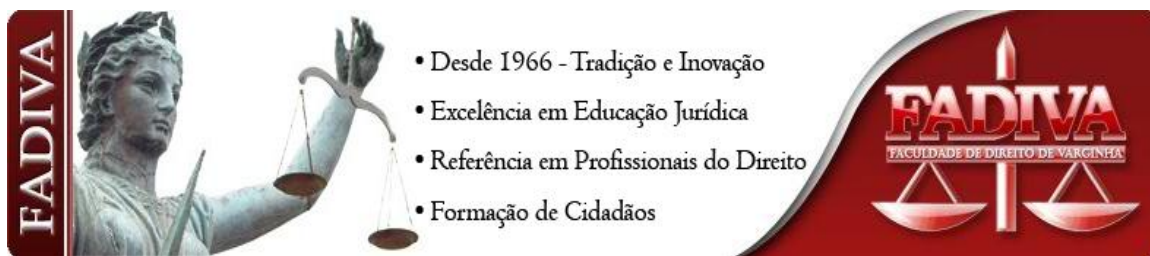 FADIVA
• Desde 1966 - Tradição e Inovação
• Excelência em Educação Jurídica
• Referência em Profissionais do Direito
• Formação de Cidadãos
FADIVA
FACULDADE DE DIREITO DE VARGINHA